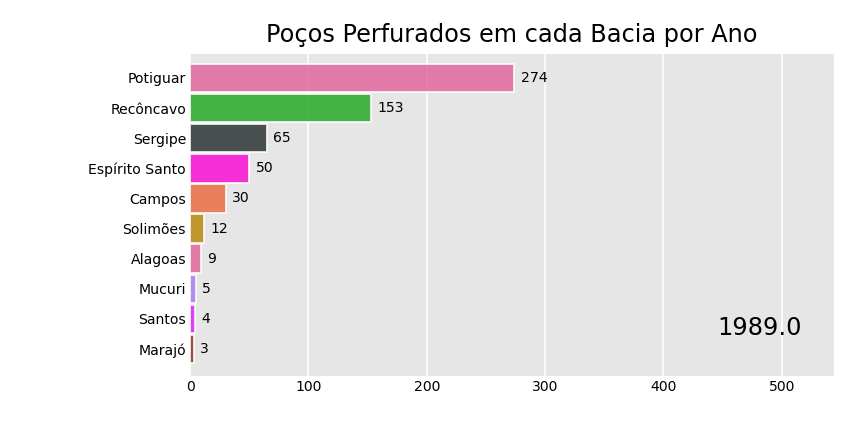 Poços Perfurados em cada Bacia por Ano
Potiguar 274
Recôncavo 153
Sergipe 65
Espírito Santo 50
Campos 30
Solimões 12
Alagoas 9
Mucuri 5
Santos 4
1989.0
Marajó 3
0 100 200 300 400 500